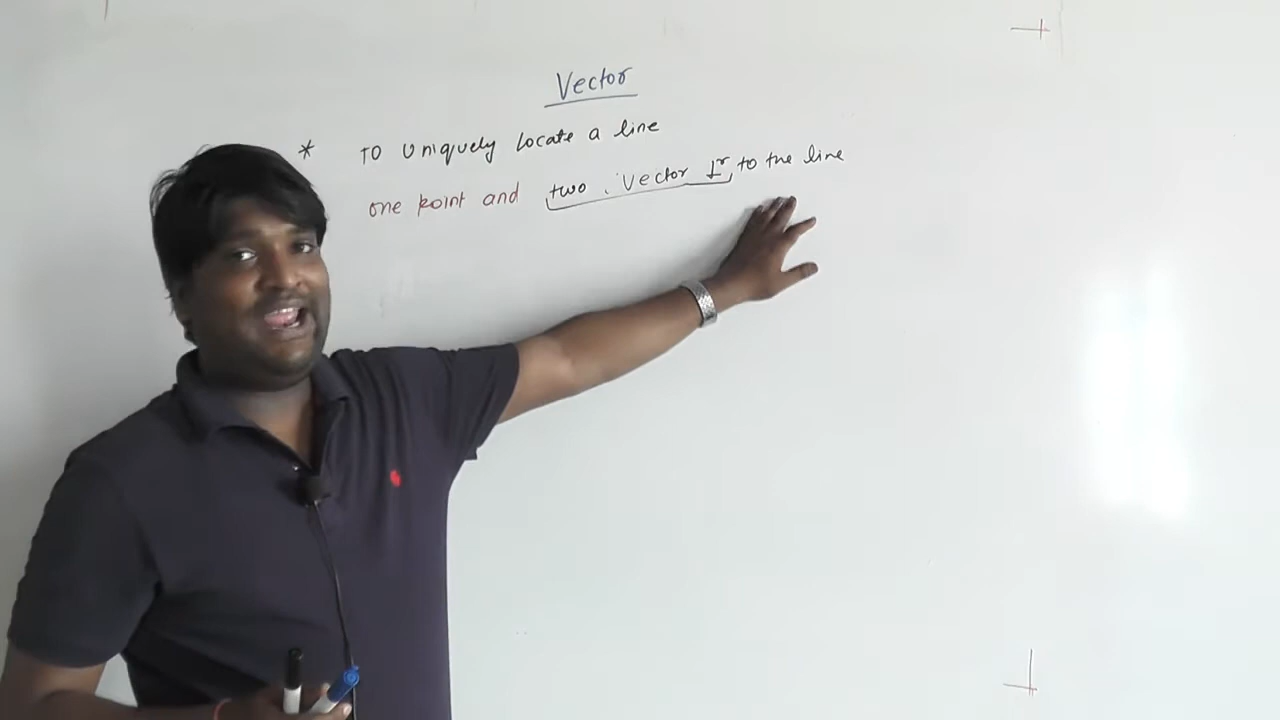 Vector
* TO Uniquely Locate a line
one point and two Vector ⊥r to the line